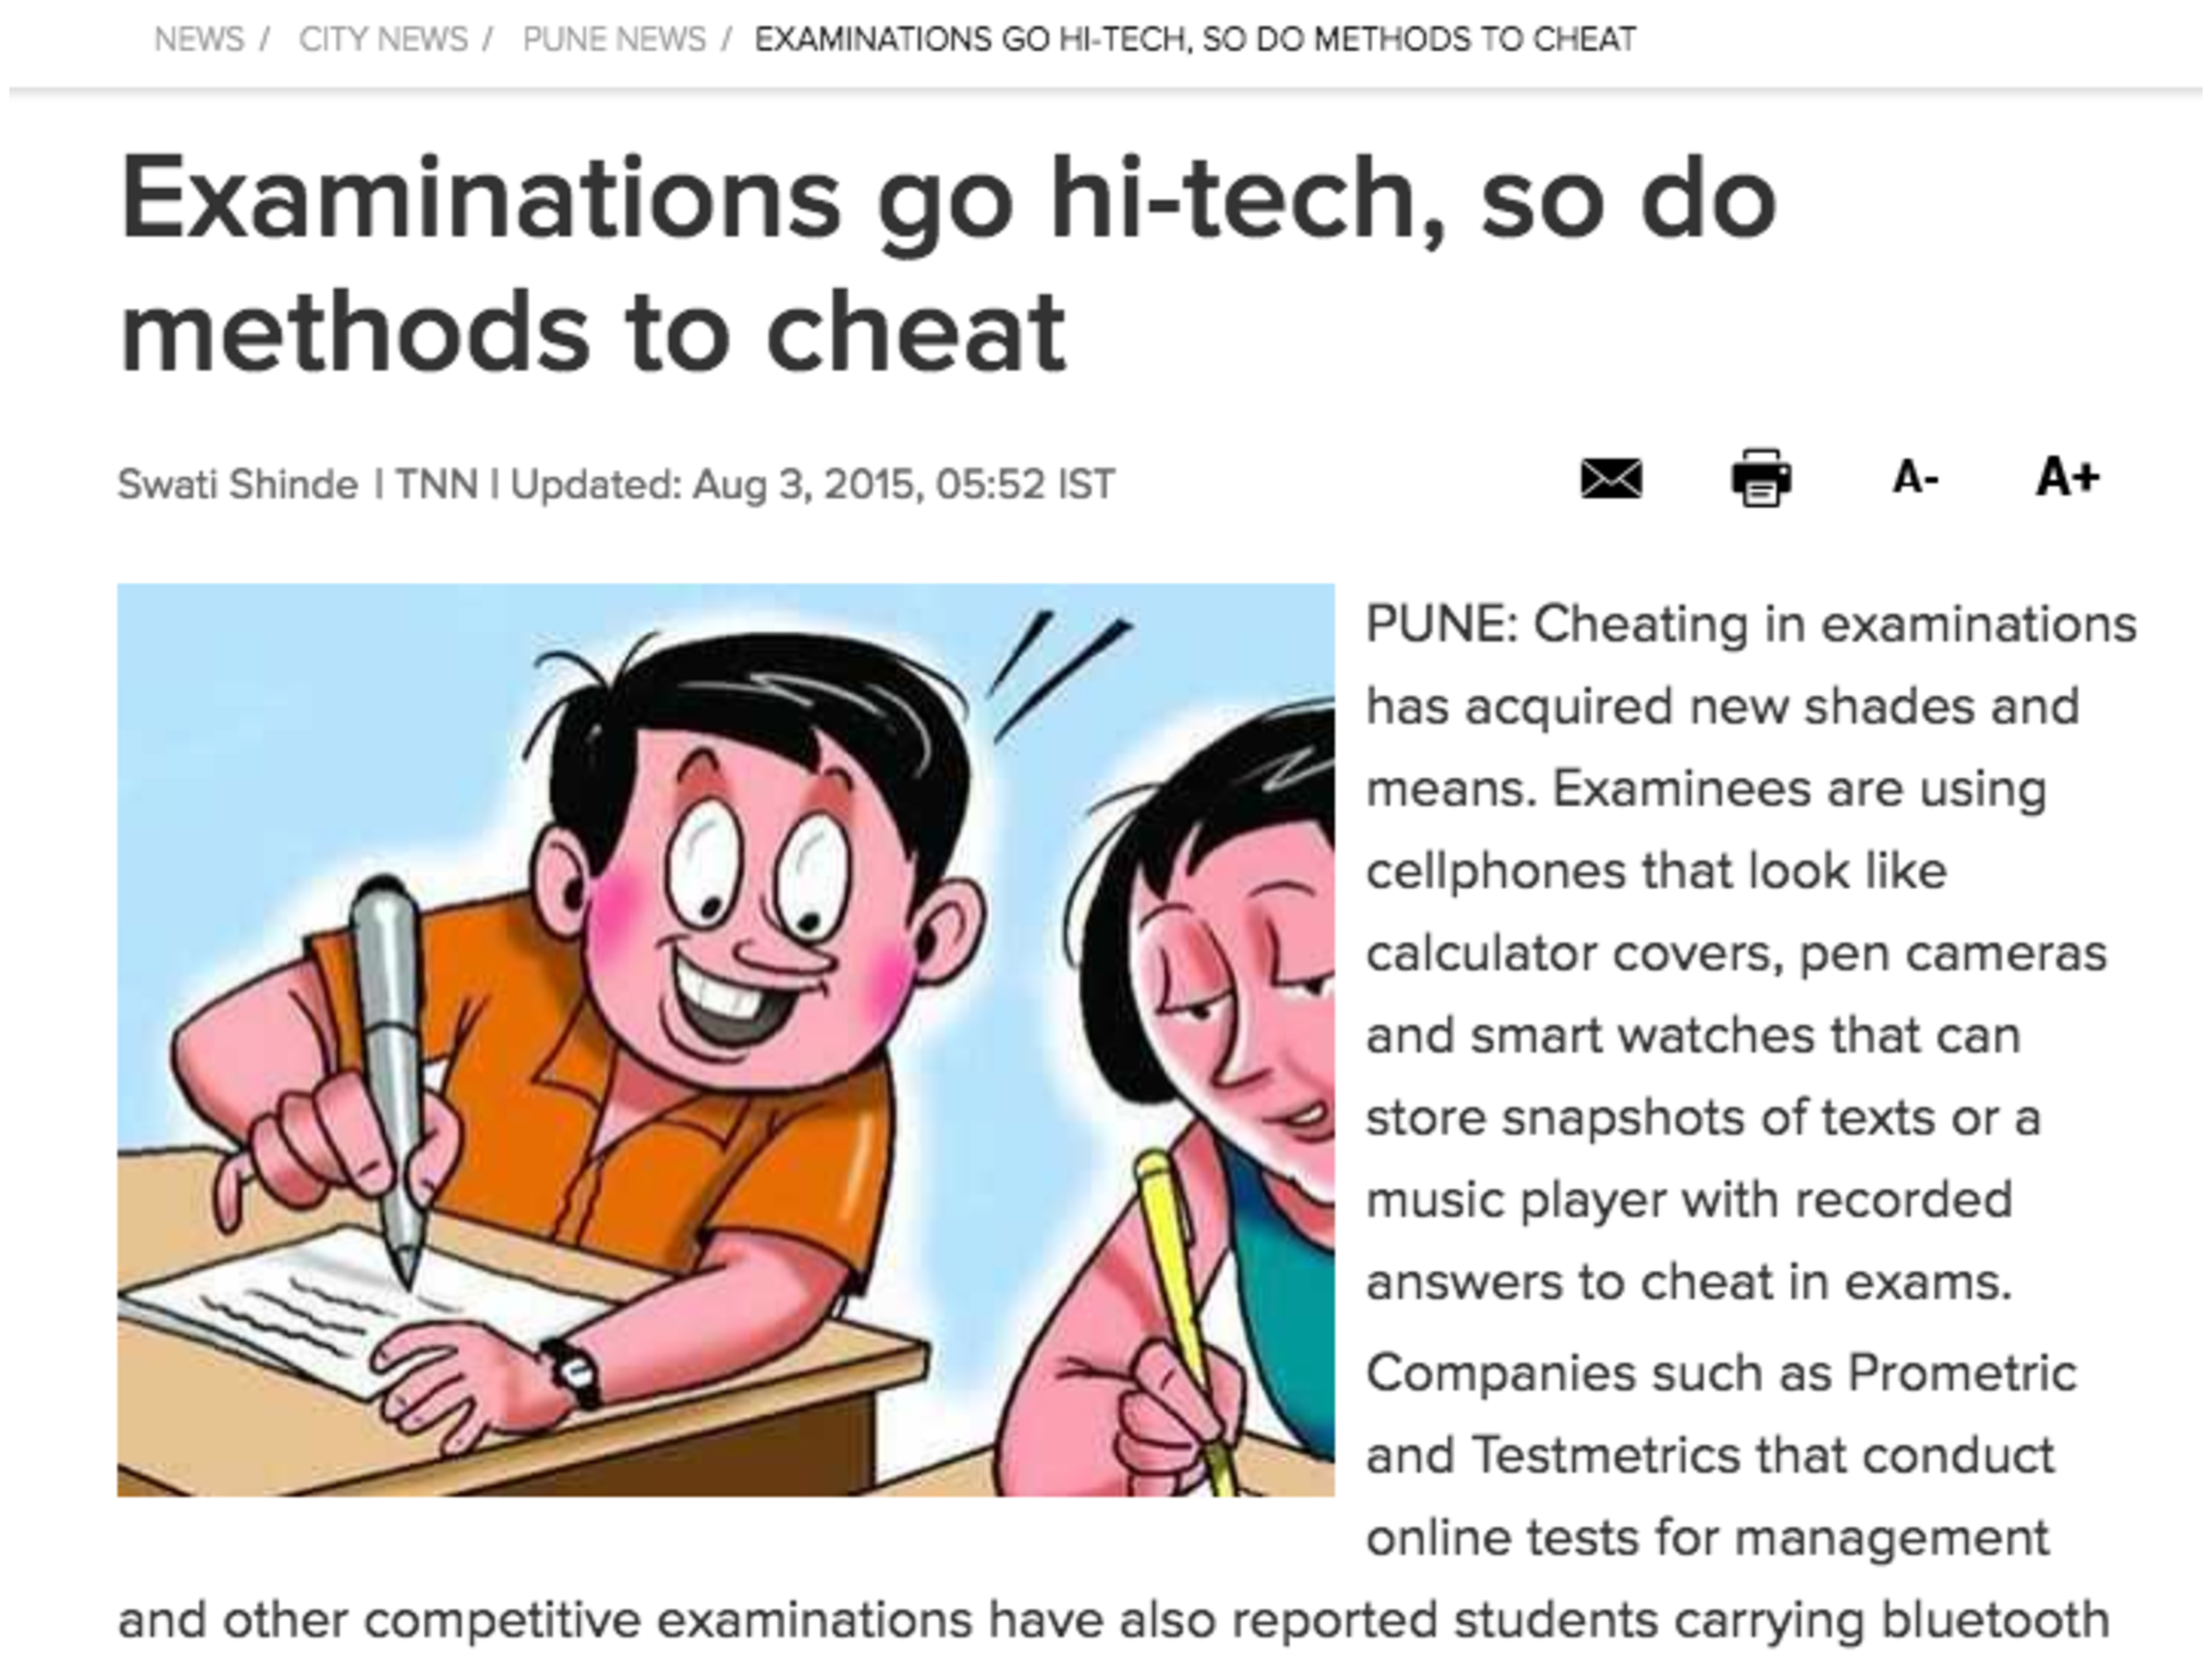 NEWS / CITY NEWS / PUNE NEWS / EXAMINATIONS GO HI-TECH, SO DO METHODS TO CHEAT
Examinations go hi-tech, so do
methods to cheat
Swati Shinde | TNN | Updated: Aug 3, 2015, 05:52 IST
A- A+
PUNE: Cheating in examinations
has acquired new shades and
means. Examinees are using
cellphones that look like
calculator covers, pen cameras
and smart watches that can
store snapshots of texts or a
music player with recorded
answers to cheat in exams.
Companies such as Prometric
and Testmetrics that conduct
online tests for management
and other competitive examinations have also reported students carrying bluetooth